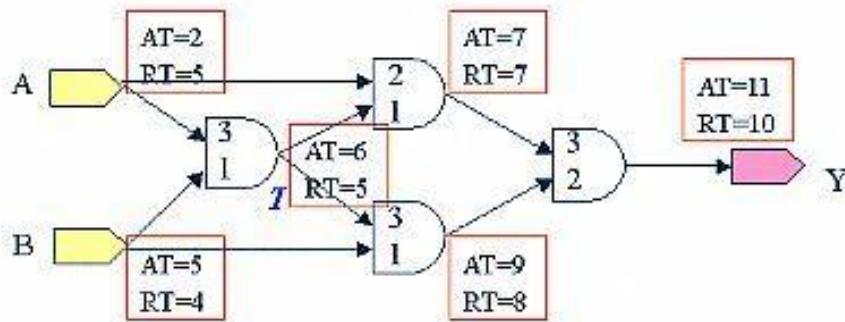 AT=2
RT=5
AT=7
RT=7
A
2
1
AT=11
RT=10
3
1
AT=6
RT=5
T
3
2
Y
B
3
1
AT=5
RT=4
AT=9
RT=8